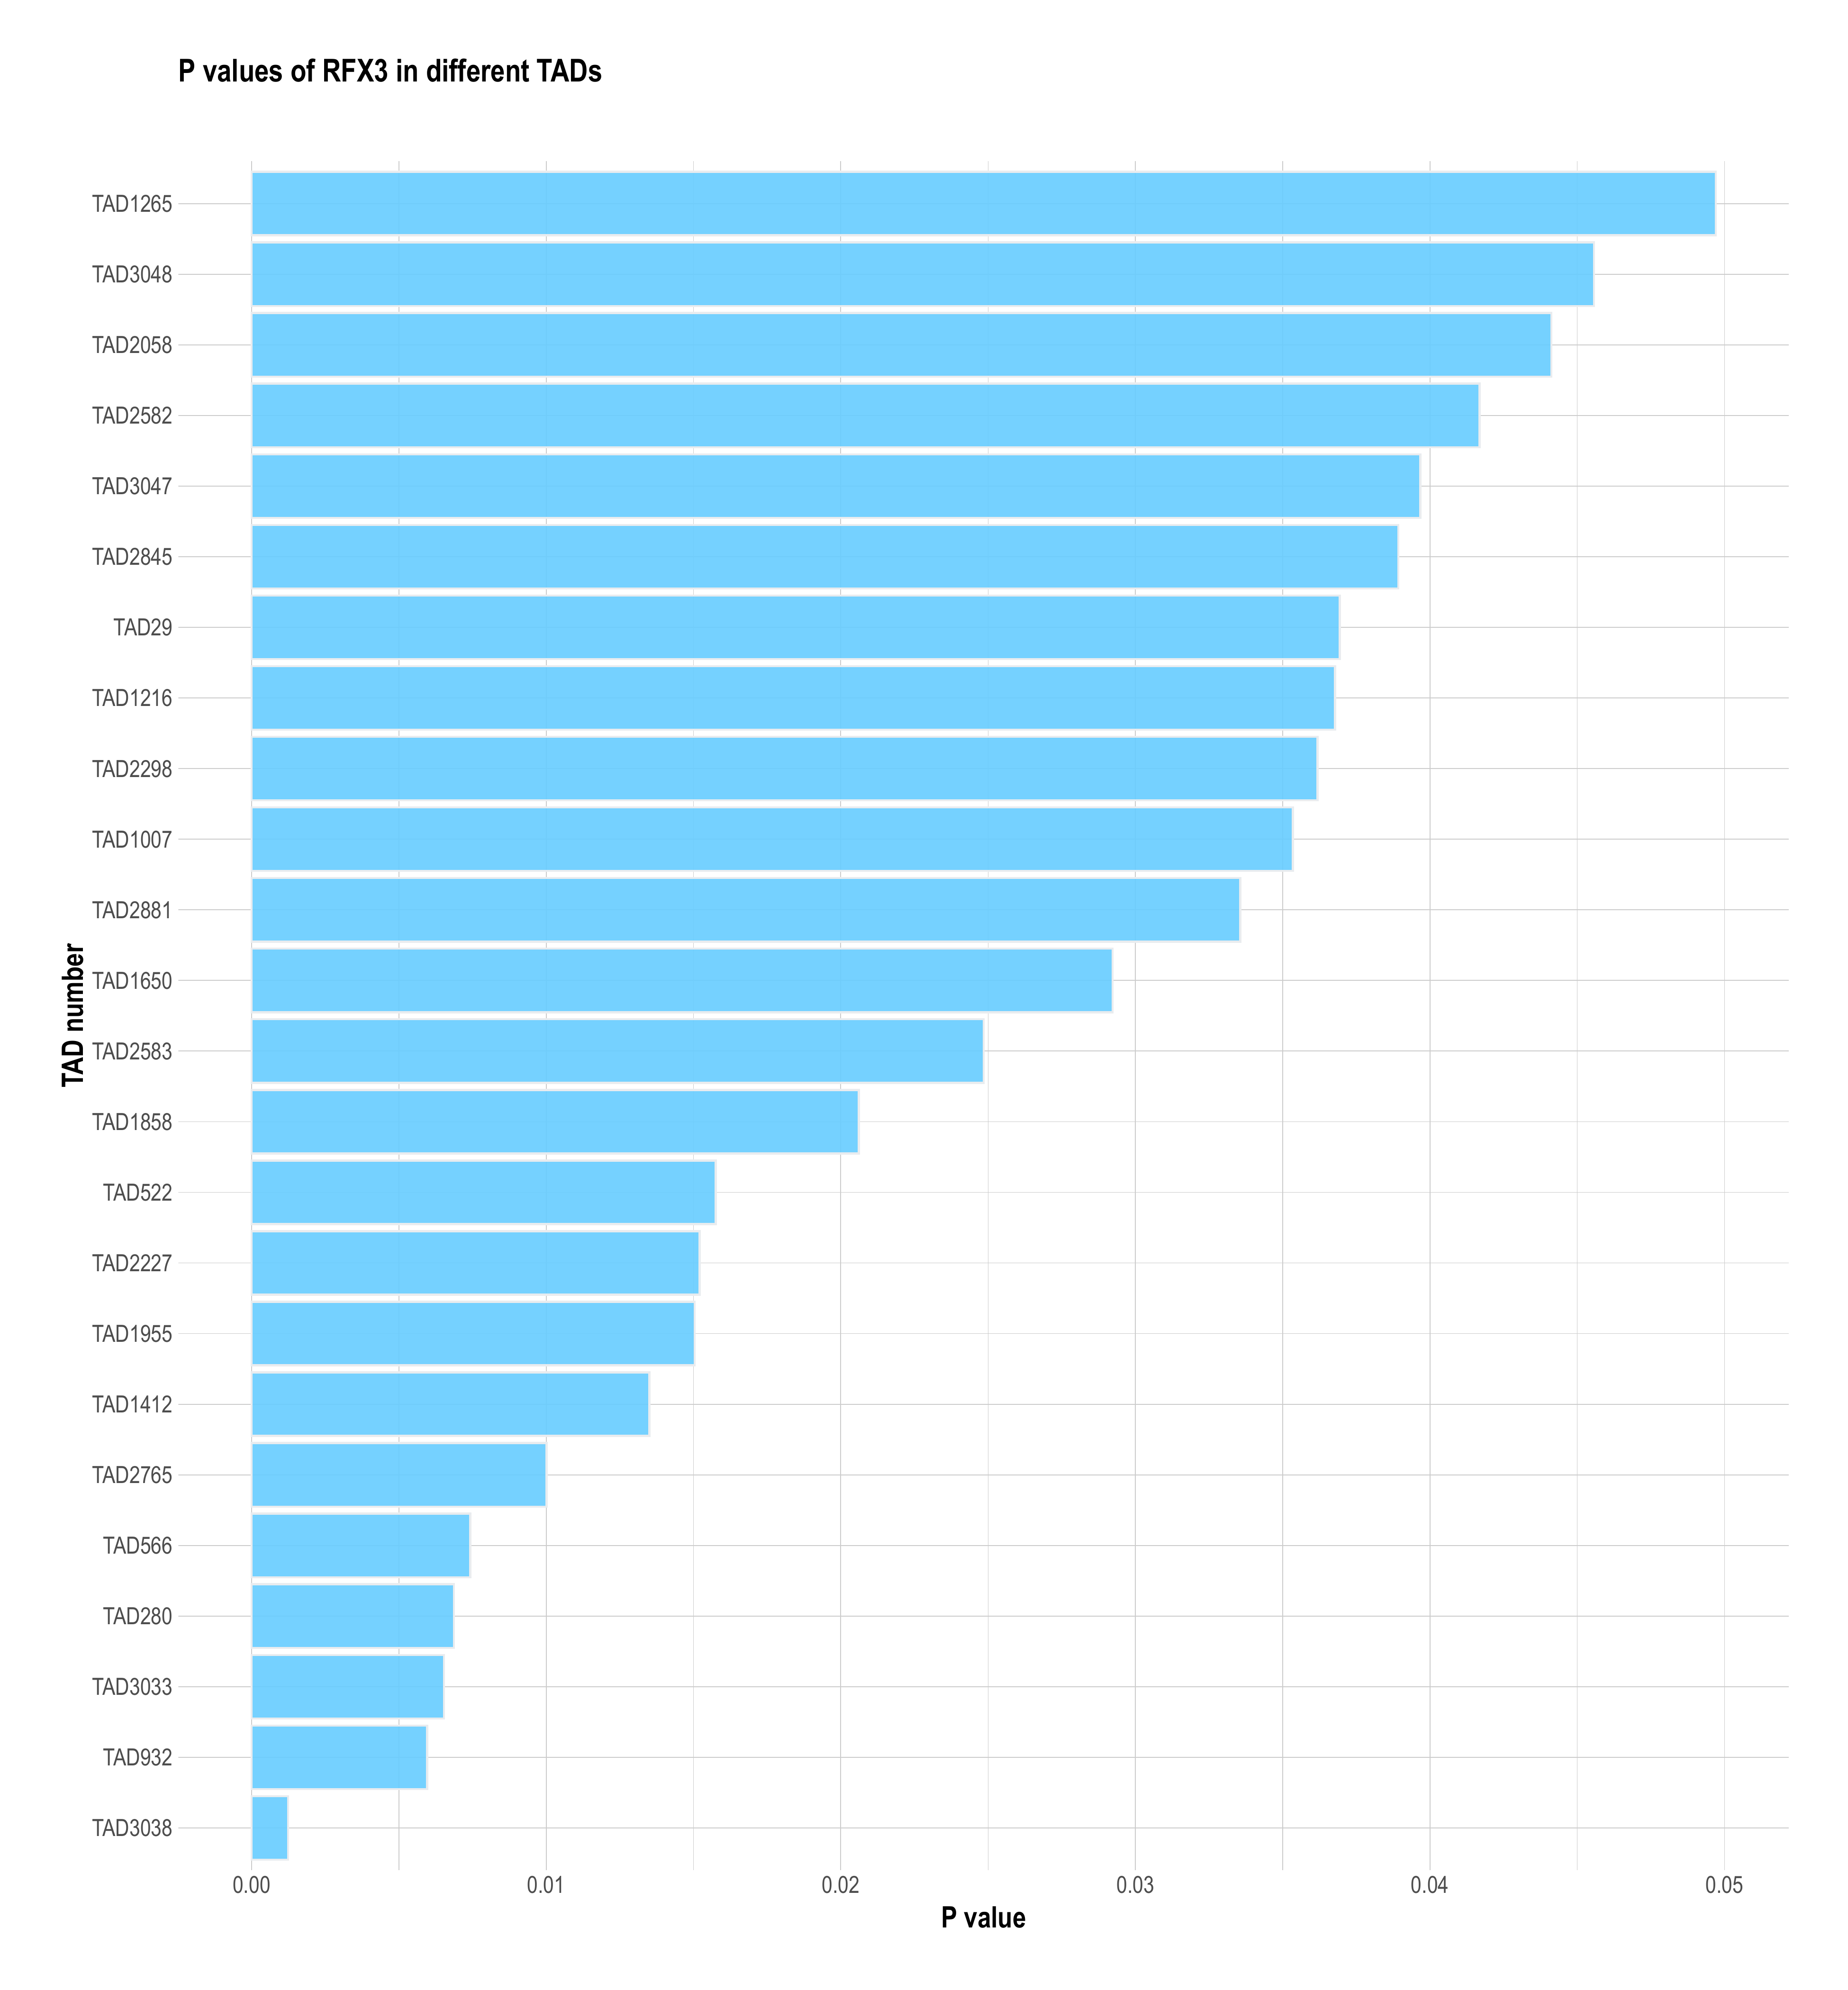 P values of RFX3 in different TADs
TAD1265
TAD3048
TAD2058
TAD2582
TAD3047
TAD2845
TAD29
TAD1216
TAD2298
TAD1007
TAD2881
TAD1650
TAD2583
TAD1858
TAD522
TAD2227
TAD1955
TAD1412
TAD2765
TAD566
TAD280
TAD3033
TAD932
TAD3038
TAD number
0.00 0.01 0.02 0.03 0.04 0.05
P value